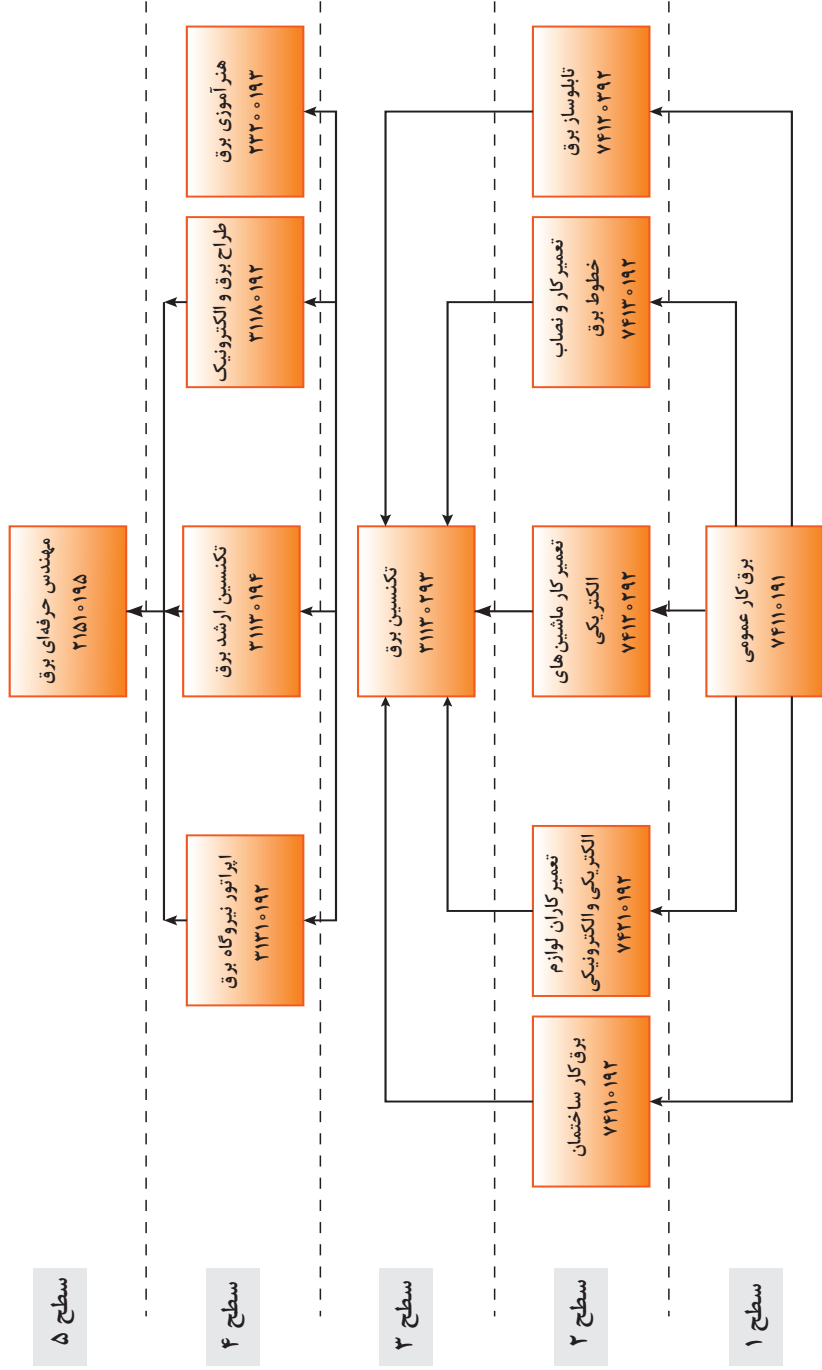 سطح ۵
مهندس حرفه‌ای برق
۲۱۵۱۰۱۹۵
سطح ۴
اپراتور نیروگاه برق
۳۱۳۱۰۱۹۲
تکنسین ارشد برق
۳۱۱۳۰۱۹۴
طراح برق و الکترونیک
۳۱۱۸۰۱۹۲
هنرآموزی برق
۲۳۲۰۰۱۹۳
سطح ۳
تکنسین برق
۳۱۱۳۰۲۹۳
سطح ۲
برق‌کار ساختمان
۷۴۱۱۰۱۹۲
تعمیرکاران لوازم
الکتریکی و الکترونیکی
۷۴۲۱۰۱۹۲
تعمیرکار ماشین‌های
الکتریکی
۷۴۱۲۰۲۹۲
تعمیرکار و نصاب
خطوط برق
۷۴۱۳۰۱۹۲
تابلوساز برق
۷۴۱۲۰۳۹۲
سطح ۱
برق‌کار عمومی
۷۴۱۱۰۱۹۱